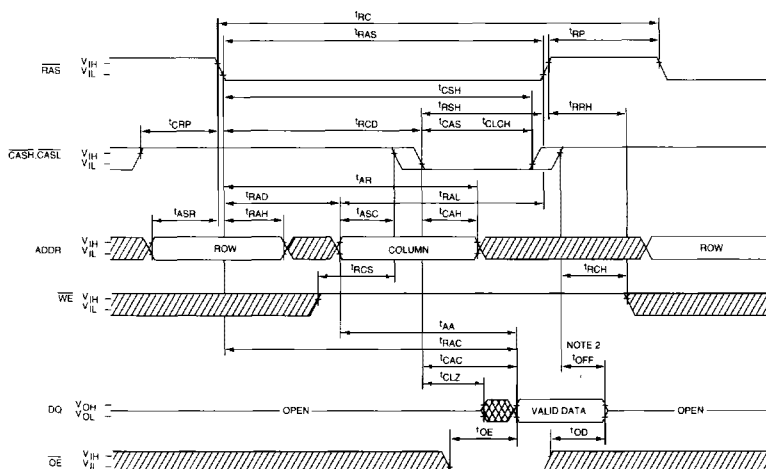 tRC
tRAS tRP
RAS VIH
VIL
tCSH
tRSH tRRH
tCRP tRCD tCAS tCLCH
CASH,CASL VIH
VIL
tAR
tRAD tRAL
tASR tRAH tASC tCAH
ADDR VIH
VIL
ROW COLUMN ROW
tRCS tRCH
WE VIH
VIL
tAA
tRAC NOTE 2
tCAC tOFF
tCLZ
DQ VOH
VOL
OPEN VALID DATA OPEN
tOE tOD
OE VIH
VIL